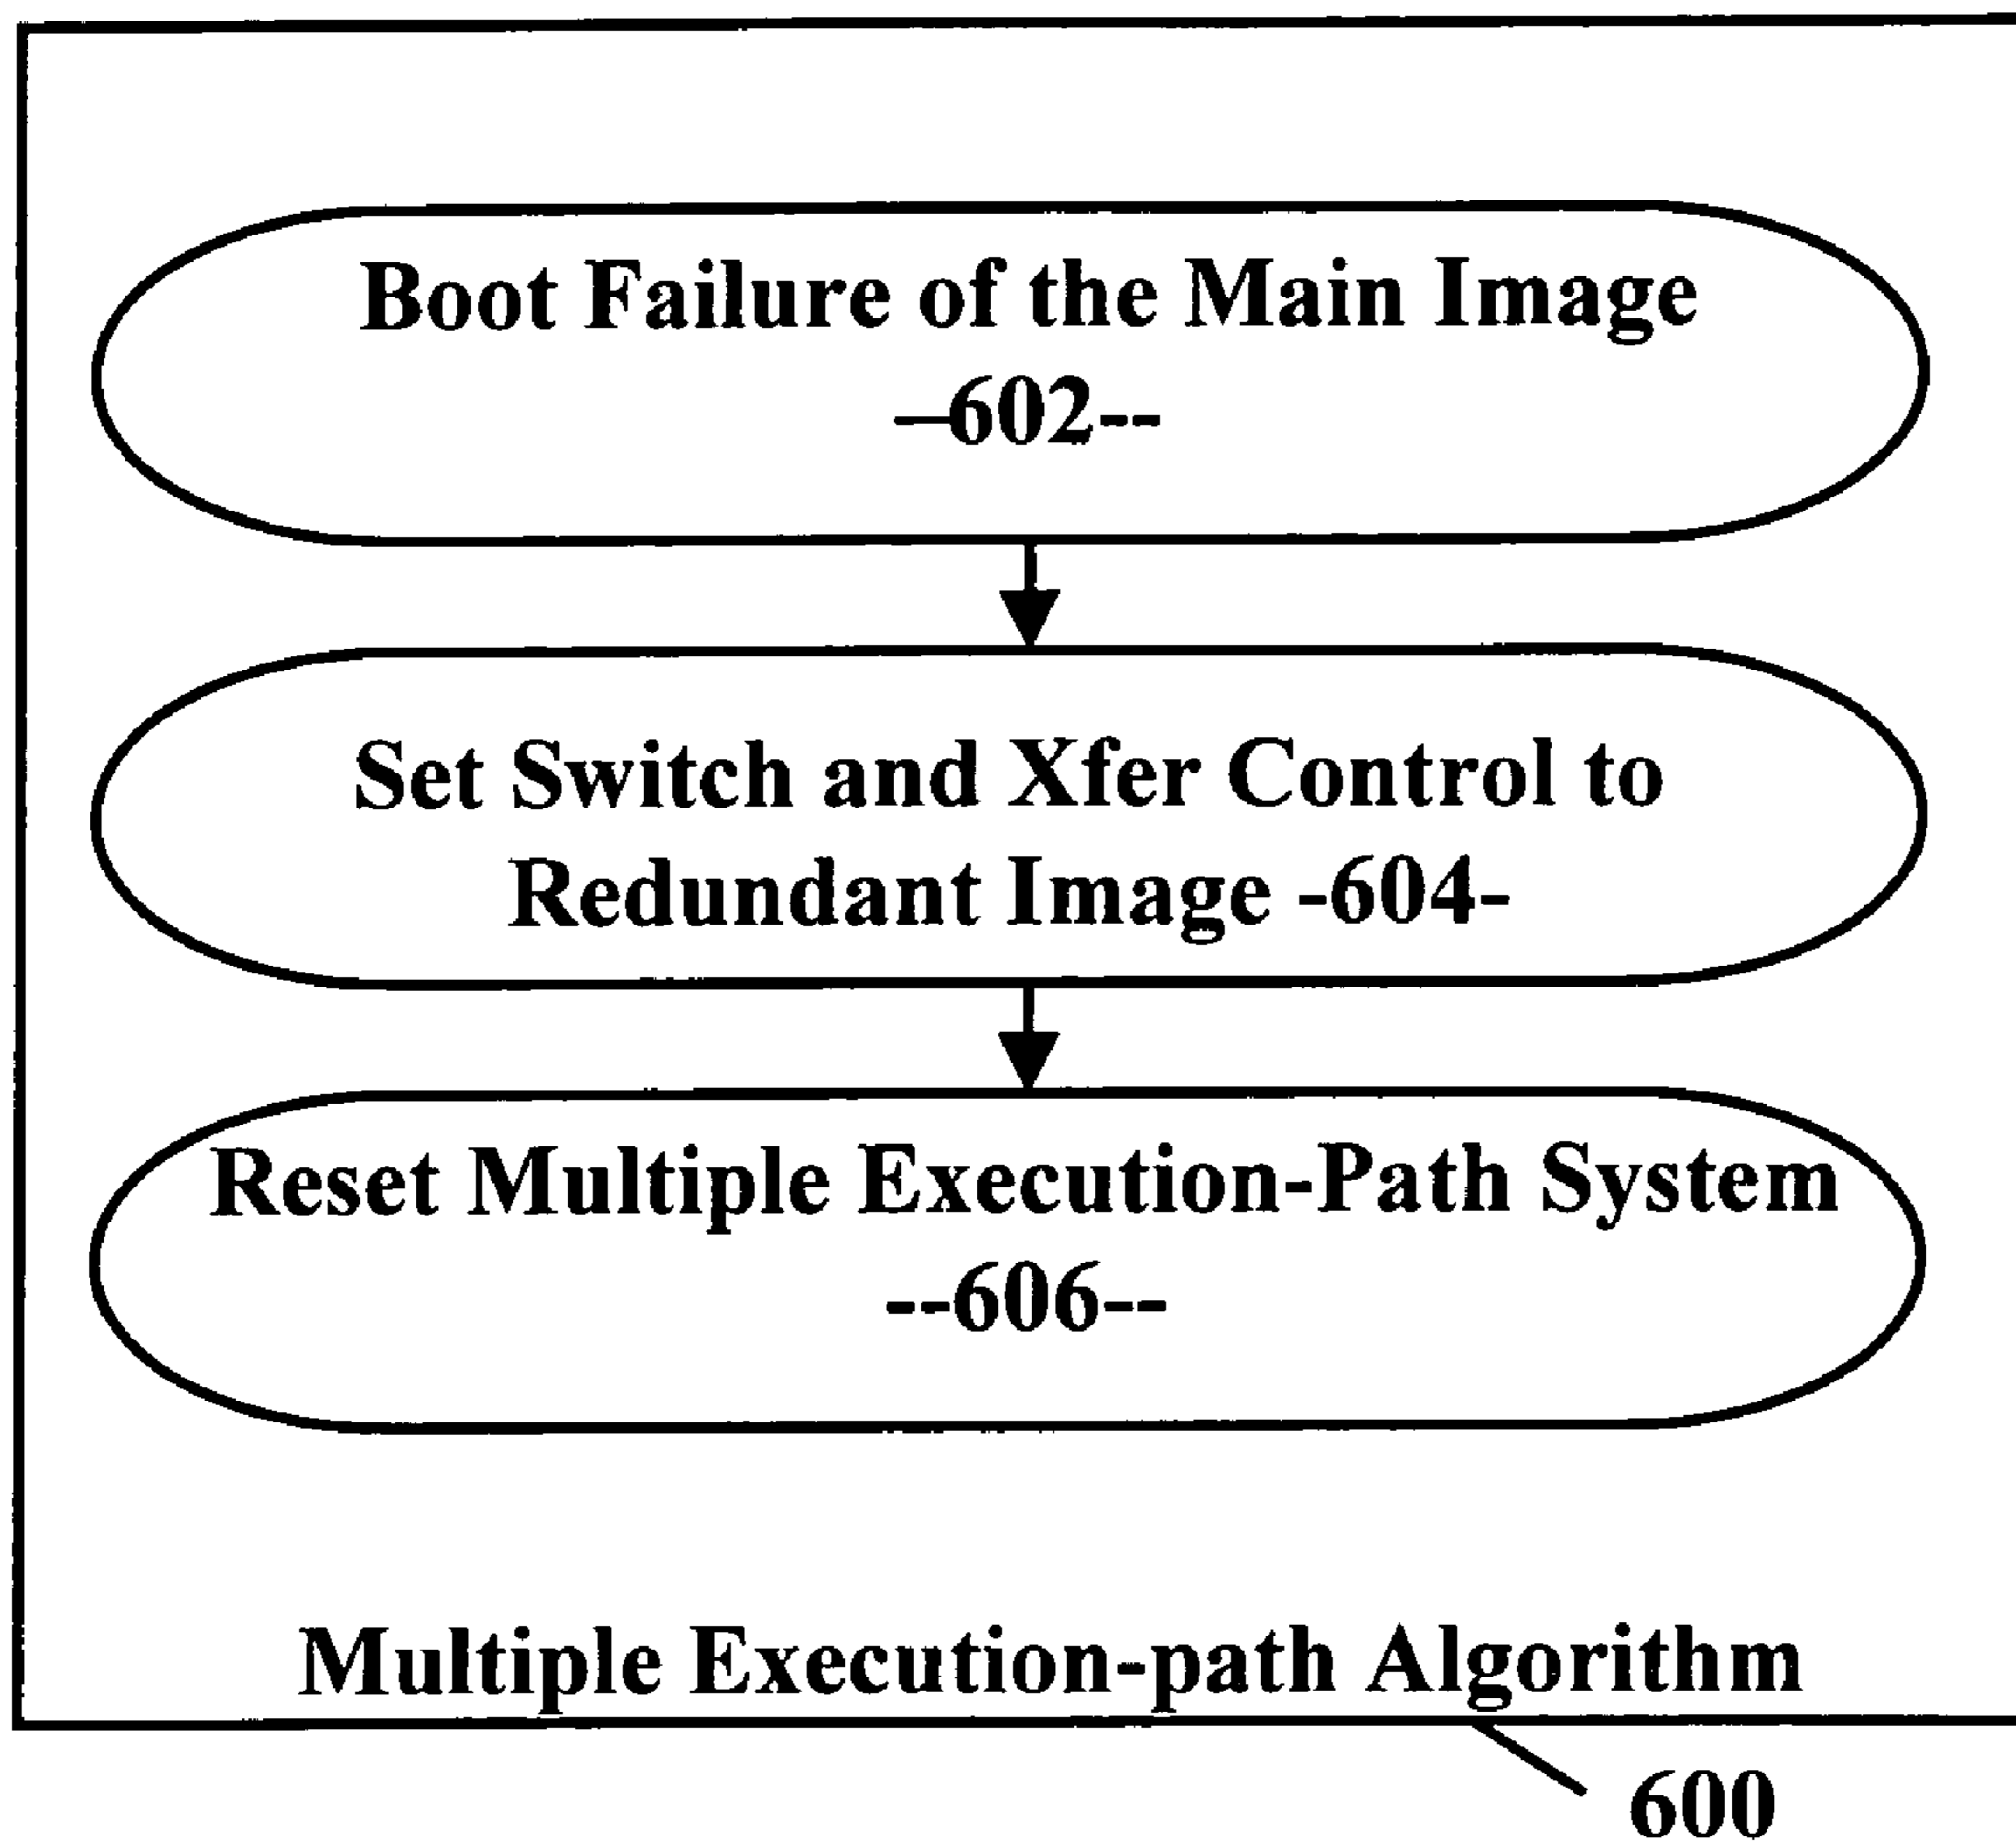 Boot Failure of the Main Image
–602--
Set Switch and Xfer Control to
Redundant Image -604-
Reset Multiple Execution-Path System
--606--
Multiple Execution-path Algorithm
600